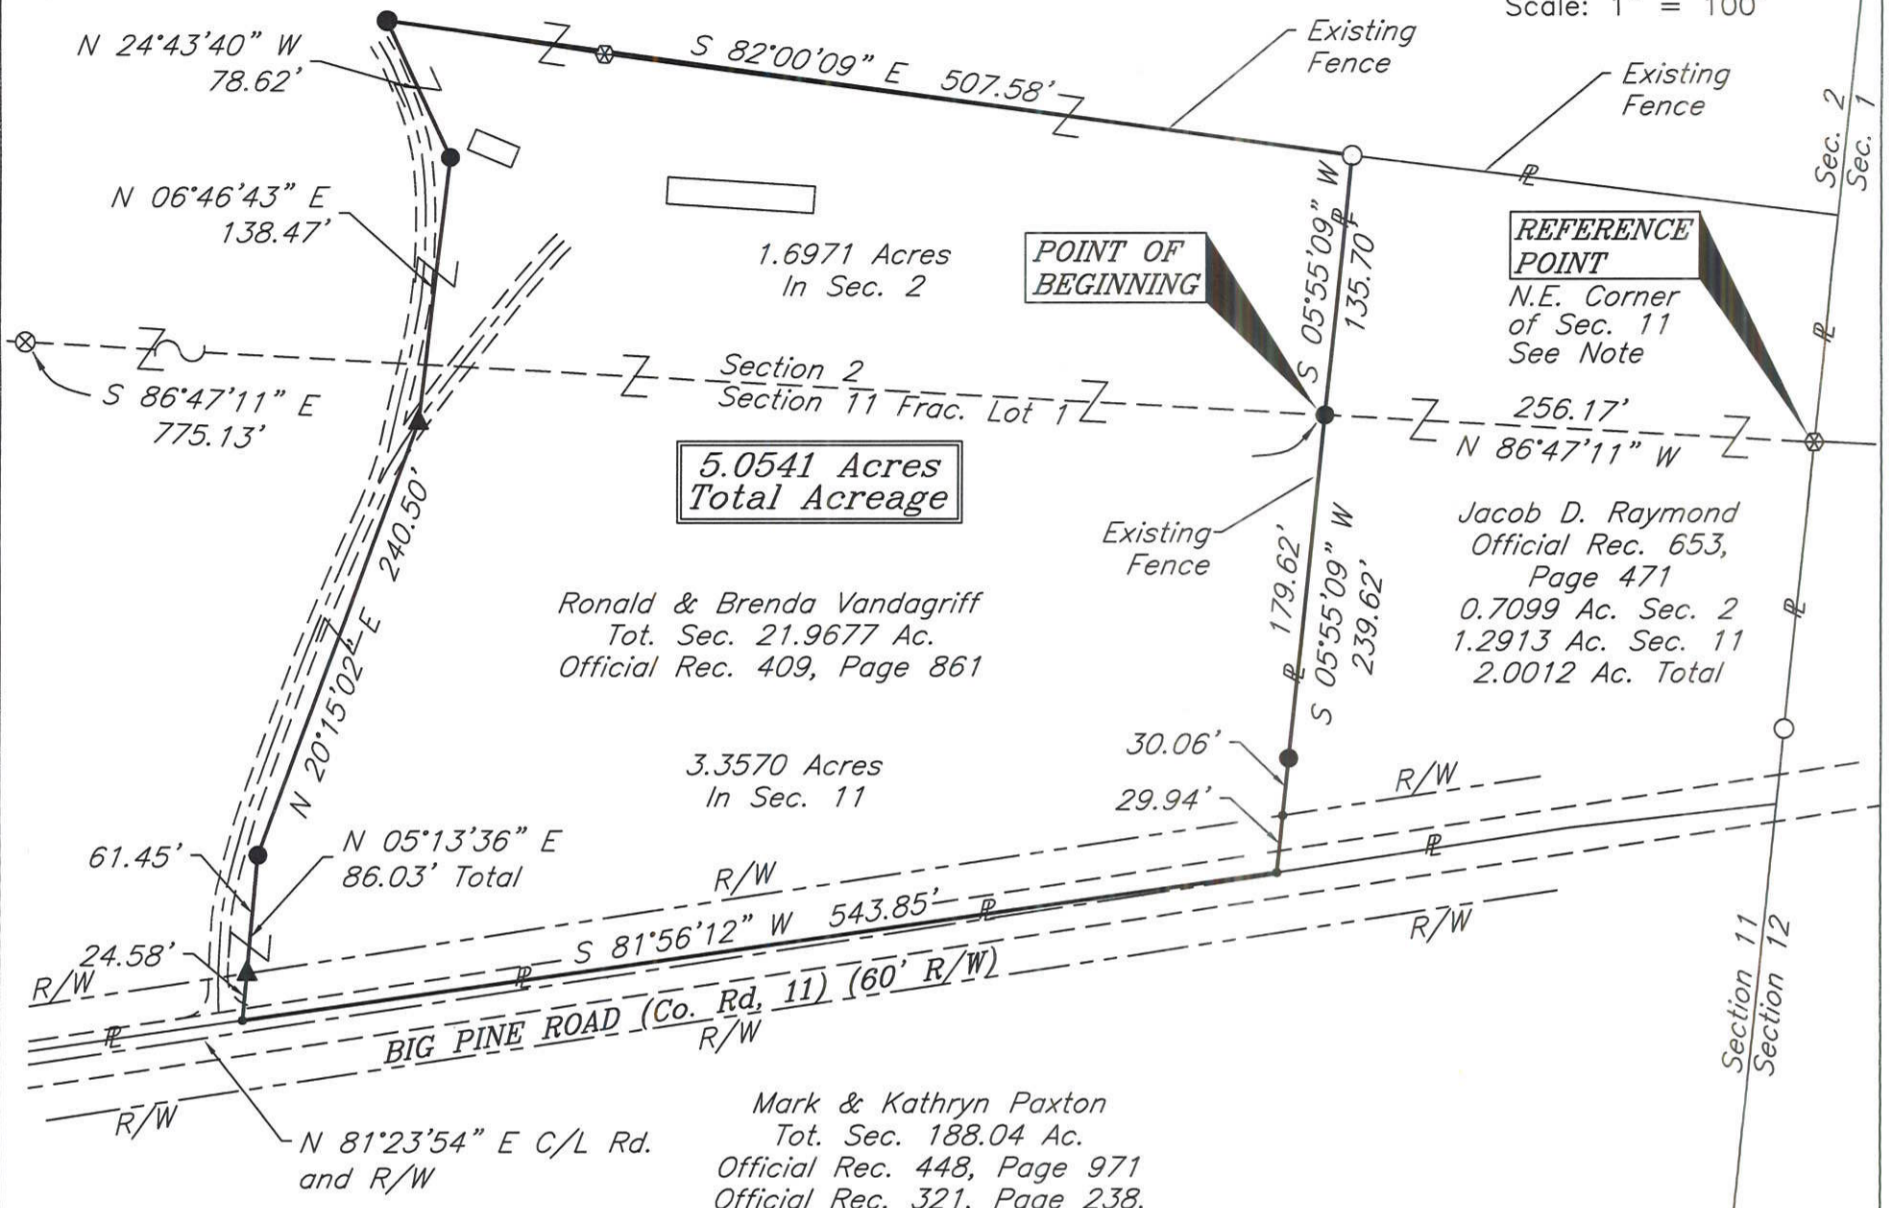 Scale: 1" = 100'
N 24°43'40" W
78.62'
S 82°00'09" E 507.58'
Existing
Fence
Existing
Fence
Sec. 2
Sec. 1
N 06°46'43" E
138.47'
1.6971 Acres
In Sec. 2
POINT OF
BEGINNING
S 05°55'09" W
135.70'
REFERENCE
POINT
N.E. Corner
of Sec. 11
See Note
S 86°47'11" E
775.13'
Section 2
Section 11 Frac. Lot 1
256.17'
N 86°47'11" W
5.0541 Acres
Total Acreage
N 20°15'02" E 240.50'
Existing
Fence
179.62'
S 05°55'09" W
239.62'
Jacob D. Raymond
Official Rec. 653,
Page 471
0.7099 Ac. Sec. 2
1.2913 Ac. Sec. 11
2.0012 Ac. Total
Ronald & Brenda Vandagriff
Tot. Sec. 21.9677 Ac.
Official Rec. 409, Page 861
3.3570 Acres
In Sec. 11
30.06'
29.94'
R/W
61.45'
N 05°13'36" E
86.03' Total
24.58'
R/W
R/W
S 81°56'12" W 543.85'
R/W
BIG PINE ROAD (Co. Rd, 11) (60' R/W)
R/W
R/W
N 81°23'54" E C/L Rd.
and R/W
Section 11
Section 12
Mark & Kathryn Paxton
Tot. Sec. 188.04 Ac.
Official Rec. 448, Page 971
Official Rec. 321, Page 238,